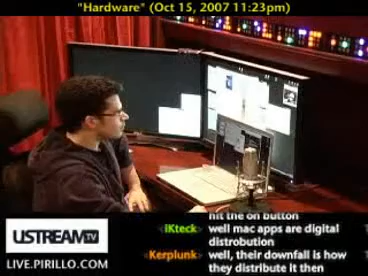 "Hardware" (Oct 15, 2007 11:23pm)
hit the on button
<iKteck> well mac apps are digital
distrobution
<Kerplunk> well, their downfall is how
they distribute it then
USTREAM TV
LIVE.PIRILLO.COM